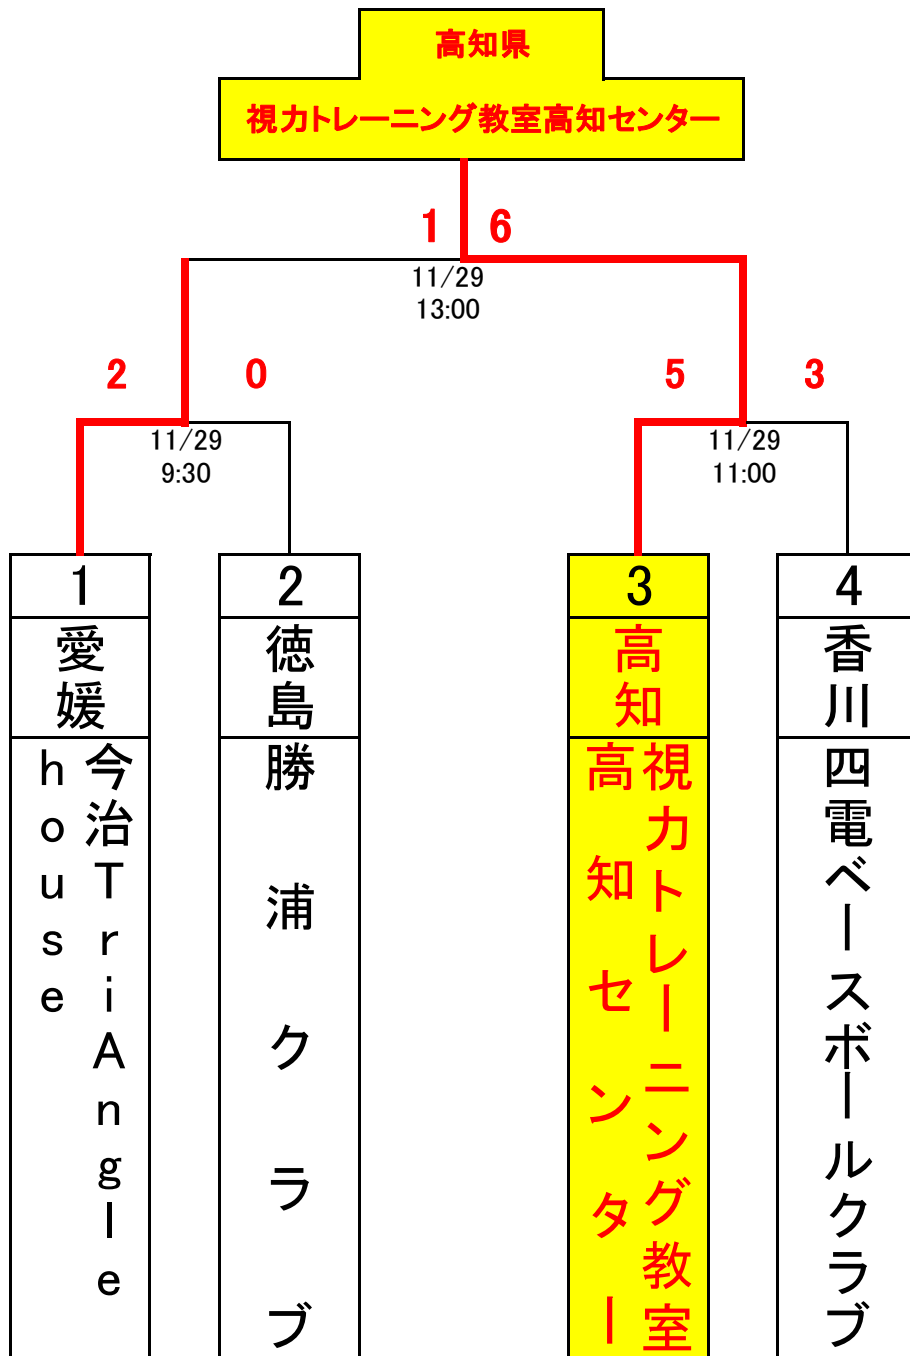 高知県
視力トレーニング教室高知センター
1 6
11/29
13:00
2 0
5 3
11/29
9:30
11/29
11:00
1
愛媛
今治TriAngle
house
2
徳島
勝浦クラブ
3
高知
視力トレーニング教室
高知センター
4
香川
四電ベースボールクラブ